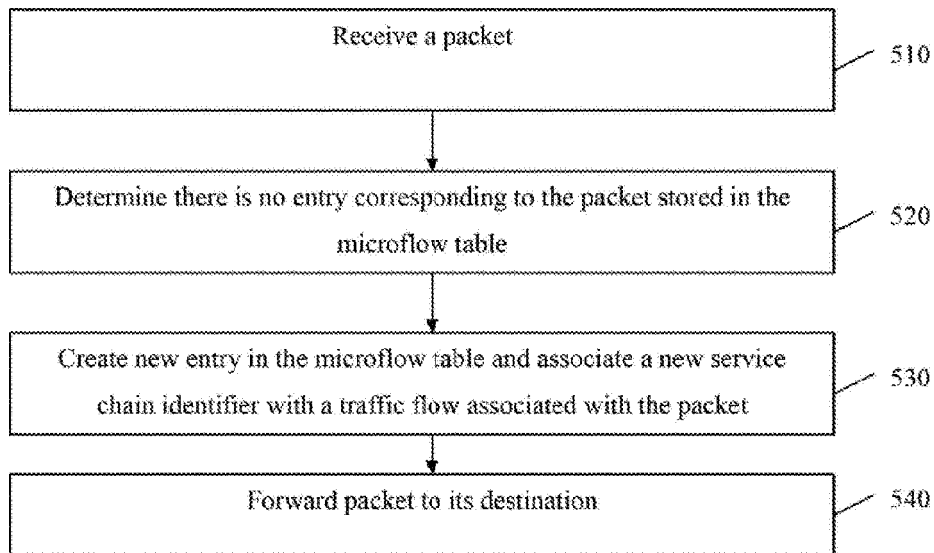 Receive a packet
510
Determine there is no entry corresponding to the packet stored in the
microflow table
520
Create new entry in the microflow table and associate a new service
chain identifier with a traffic flow associated with the packet
530
Forward packet to its destination
540